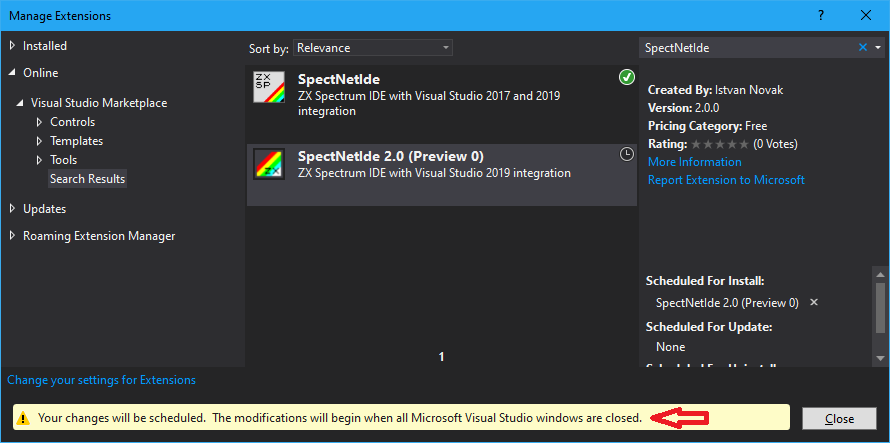 Manage Extensions
?
Installed
Online
Visual Studio Marketplace
Controls
Templates
Tools
Search Results
Updates
Roaming Extension Manager
Change your settings for Extensions
Sort by: Relevance
ZX
SP
SpectNetIde
ZX Spectrum IDE with Visual Studio 2017 and 2019
integration
ZX
SpectNetIde 2.0 (Preview 0)
ZX Spectrum IDE with Visual Studio 2019 integration
1
SpectNetIde
Created By: Istvan Novak
Version: 2.0.0
Pricing Category: Free
Rating: (0 Votes)
More Information
Report Extension to Microsoft
Scheduled For Install:
SpectNetIde 2.0 (Preview 0)
Scheduled For Update:
None
Your changes will be scheduled.  The modifications will begin when all Microsoft Visual Studio windows are closed.
Close